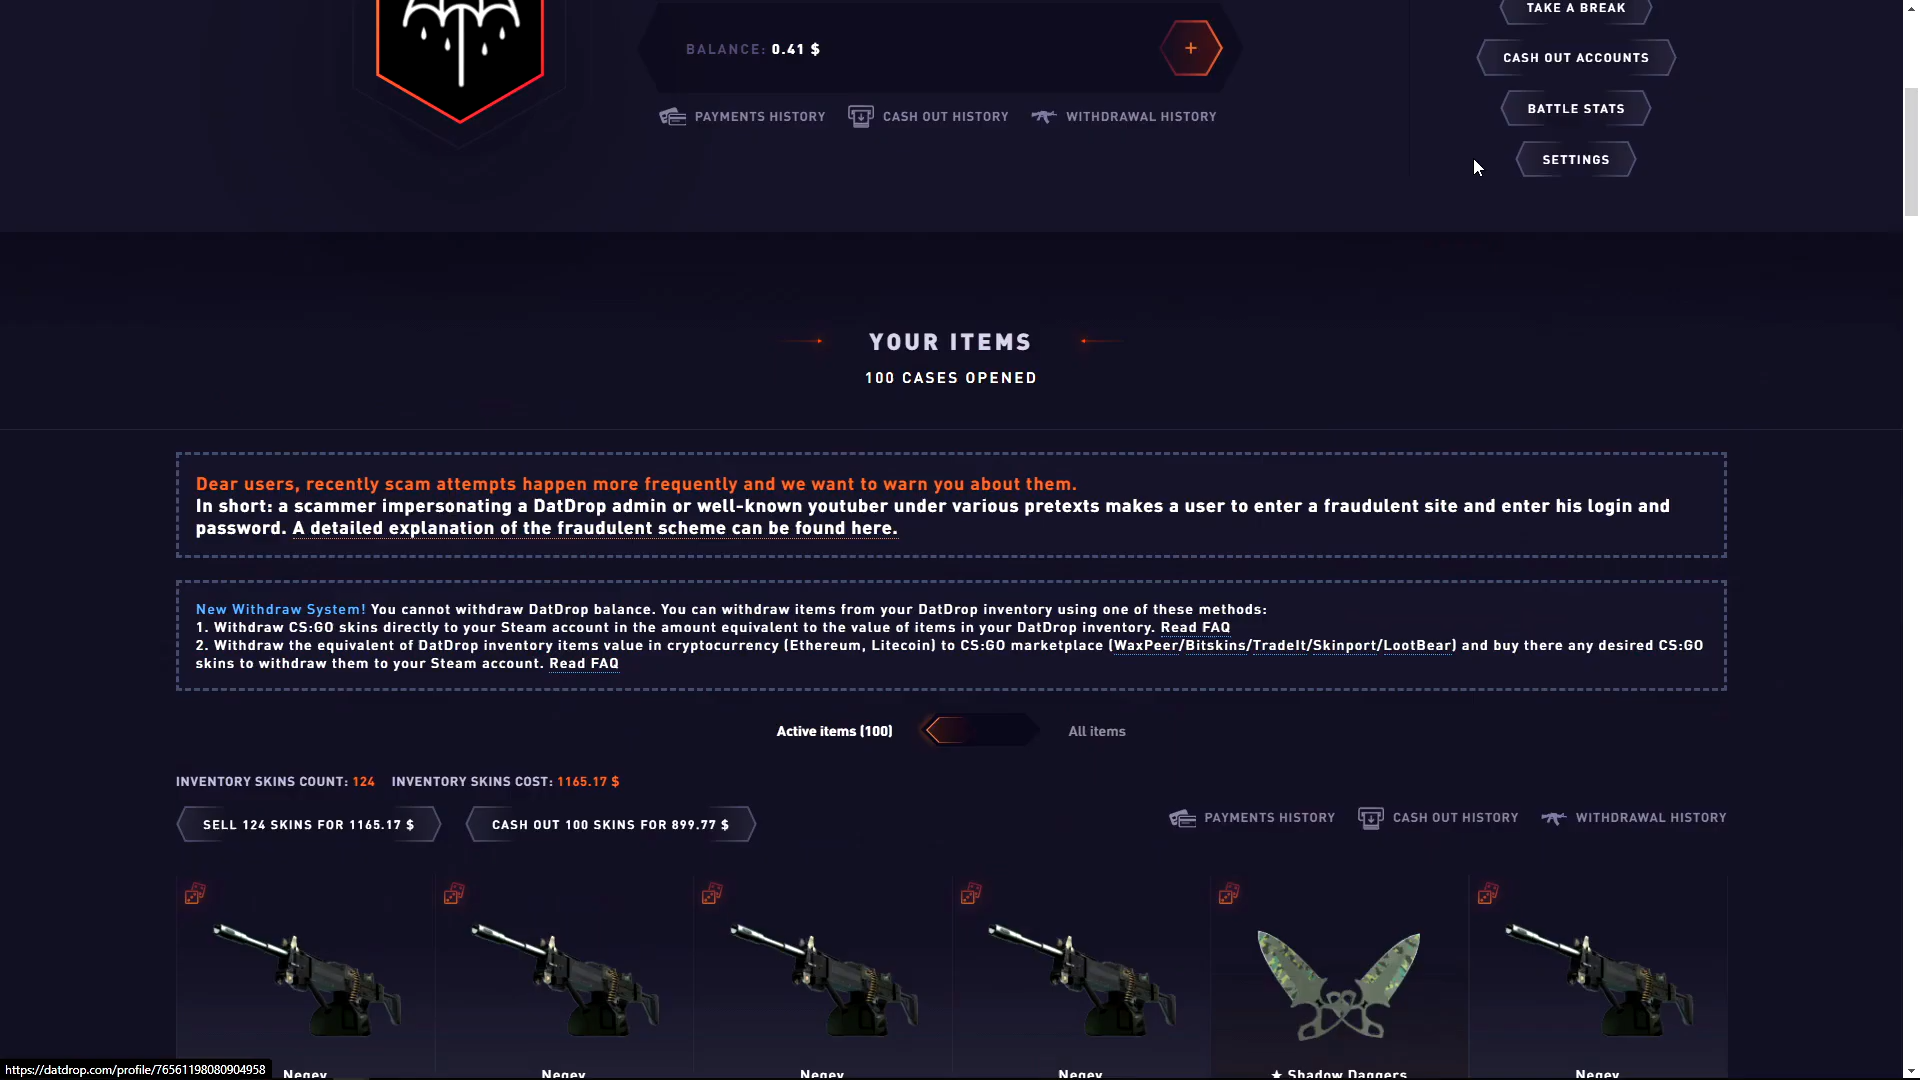 TAKE A BREAK
BALANCE: 0.41 $
+
CASH OUT ACCOUNTS
PAYMENTS HISTORY
CASH OUT HISTORY
WITHDRAWAL HISTORY
BATTLE STATS
SETTINGS
YOUR ITEMS
100 CASES OPENED
Dear users, recently scam attempts happen more frequently and we want to warn you about them.
In short: a scammer impersonating a DatDrop admin or well-known youtuber under various pretexts makes a user to enter a fraudulent site and enter his login and
password. A detailed explanation of the fraudulent scheme can be found here.
New Withdraw System! You cannot withdraw DatDrop balance. You can withdraw items from your DatDrop inventory using one of these methods:
1. Withdraw CS:GO skins directly to your Steam account in the amount equivalent to the value of items in your DatDrop inventory. Read FAQ
2. Withdraw the equivalent of DatDrop inventory items value in cryptocurrency (Ethereum, Litecoin) to CS:GO marketplace (WaxPeer/Bitskins/TradeIt/Skinport/LootBear) and buy there any desired CS:GO
skins to withdraw them to your Steam account. Read FAQ
Active items (100)
All items
INVENTORY SKINS COUNT: 124 INVENTORY SKINS COST: 1165.17 $
SELL 124 SKINS FOR 1165.17 $
CASH OUT 100 SKINS FOR 899.77 $
PAYMENTS HISTORY
CASH OUT HISTORY
WITHDRAWAL HISTORY
Negev
Negev
Negev
Negev
★ Shadow Daggers
Negev
https://datdrop.com/profile/76561198080904958